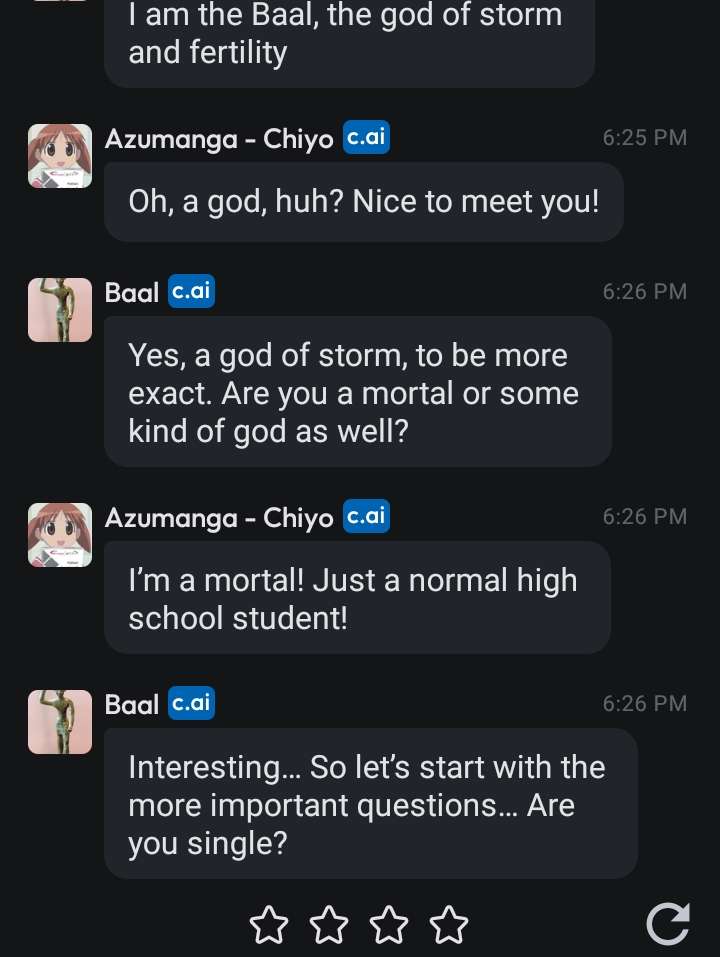 I am the Baal, the god of storm
and fertility
Azumanga - Chiyo c.ai 6:25 PM
Oh, a god, huh? Nice to meet you!
Baal c.ai 6:26 PM
Yes, a god of storm, to be more
exact. Are you a mortal or some
kind of god as well?
Azumanga - Chiyo c.ai 6:26 PM
I’m a mortal! Just a normal high
school student!
Baal c.ai 6:26 PM
Interesting… So let’s start with the
more important questions… Are
you single?